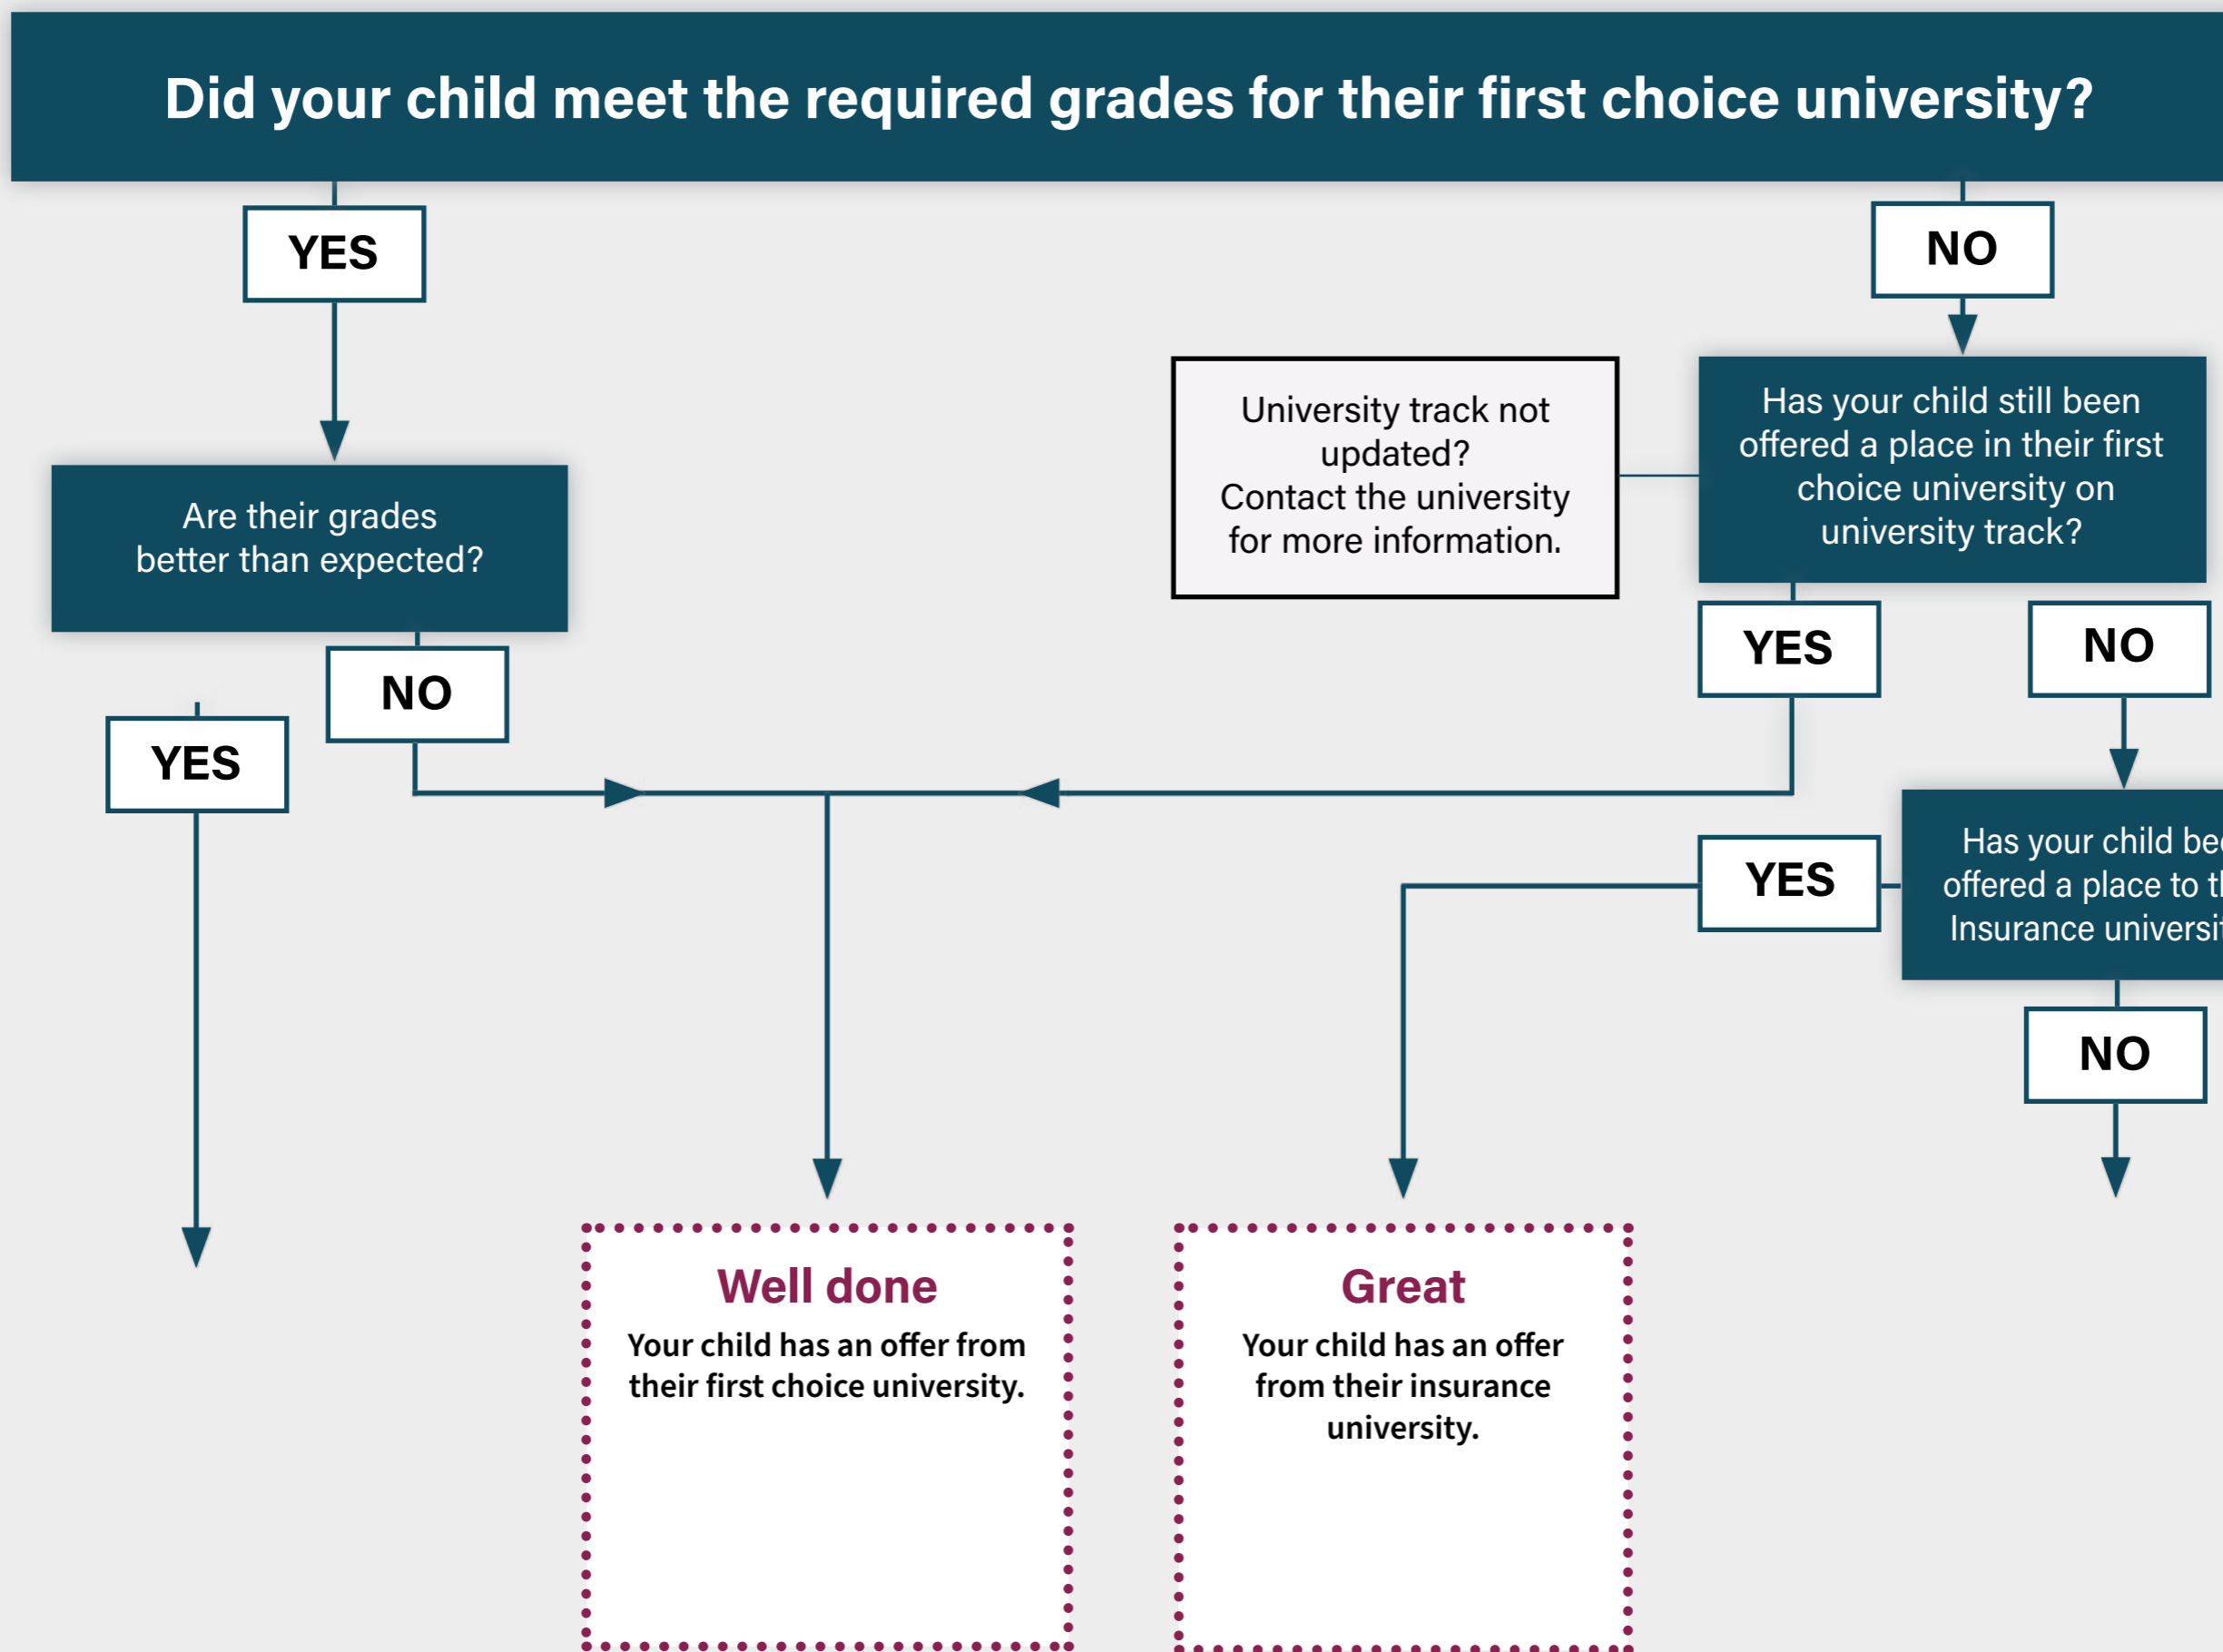 Did your child meet the required grades for their first choice university?
YES
NO
University track not
updated?
Contact the university
for more information.
Has your child still been
offered a place in their first
choice university on
university track?
Are their grades
better than expected?
YES
NO
NO
YES
Has your child
offered a place to
Insurance
YES
NO
Well done
Your child has an offer from
their first choice university.
Great
Your child has an offer
from their insurance
university.